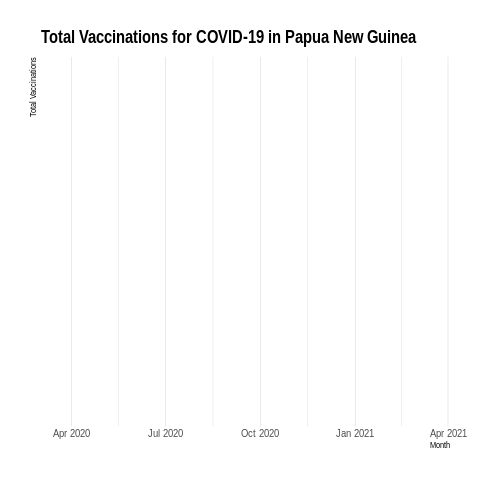 Total Vaccinations for COVID-19 in Papua New Guinea
Total Vaccinations
Apr 2020 Jul 2020 Oct 2020 Jan 2021 Apr 2021
Month